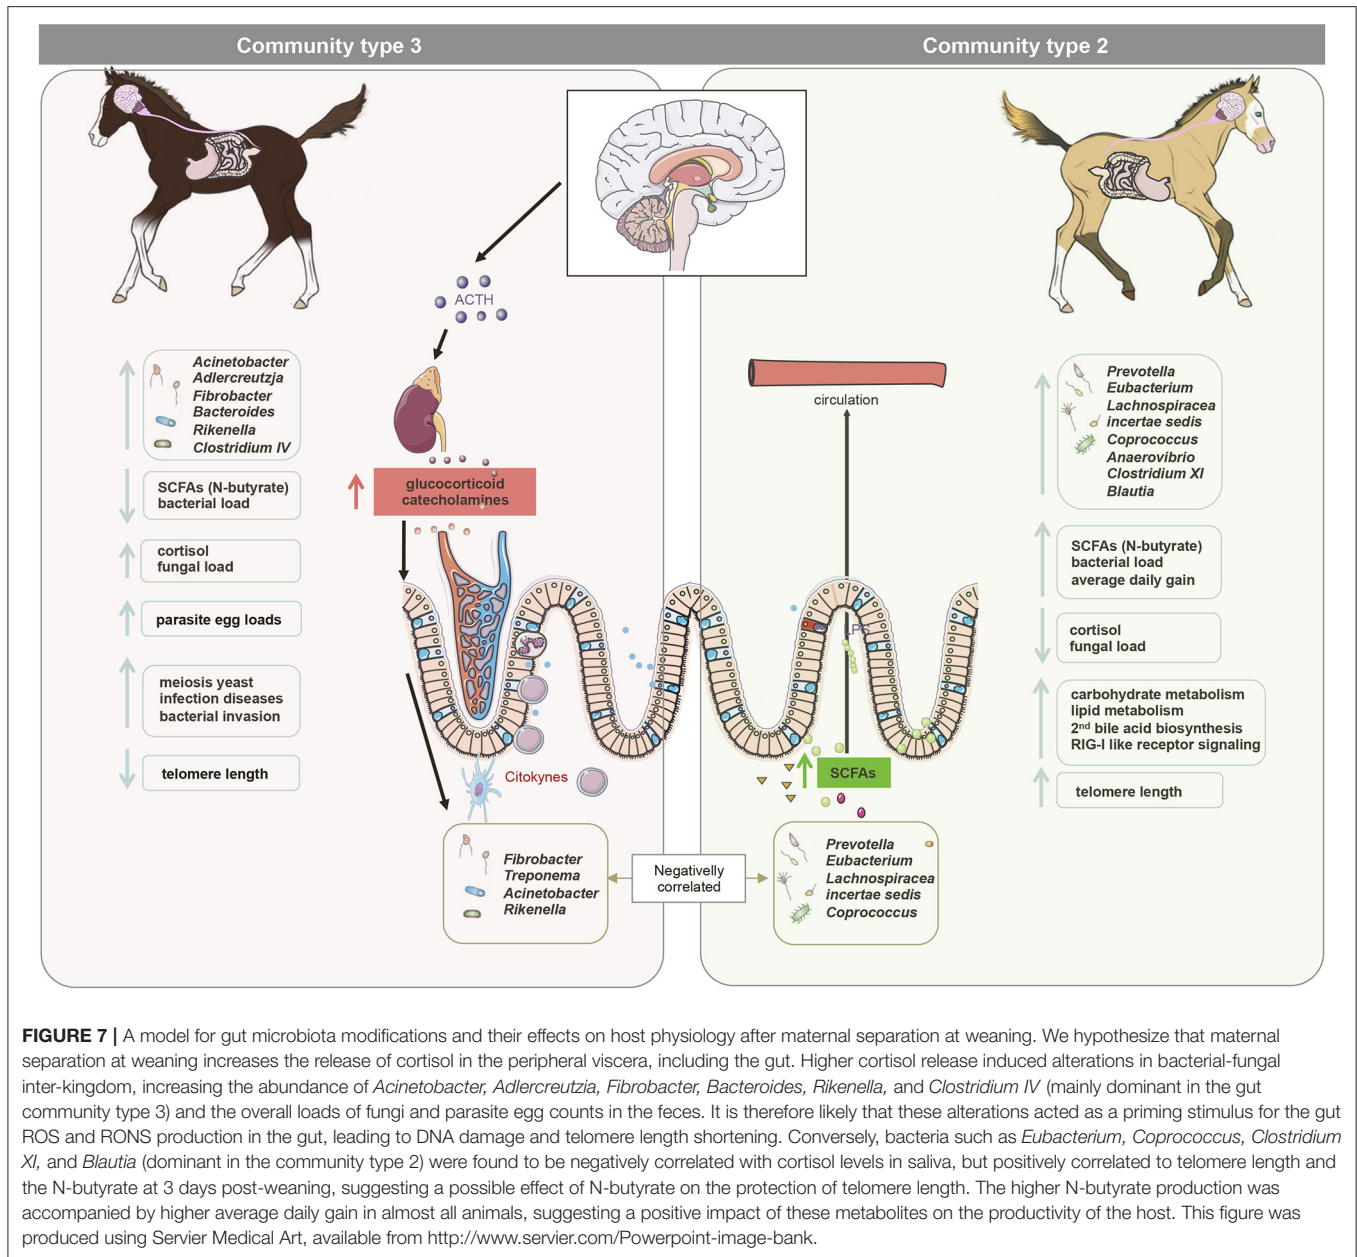 Community type 3
Community type 2
ACTH
Acinetobacter
Adlercreutzja
Fibrobacter
Bacteroides
Rikenella
Clostridium IV
SCFAs (N-butyrate)
bacterial load
cortisol
fungal load
parasite egg loads
meiosis yeast
infection diseases
bacterial invasion
telomere length
glucocorticoid
catecholamines
Citokynes
Fibrobacter
Treponema
Acinetobacter
Rikenella
Negativelly
correlated
circulation
LPS
SCFAs
Prevotella
Eubacterium
Lachnospiracea
incertae sedis
Coprococcus
Prevotella
Eubacterium
Lachnospiracea
incertae sedis
Coprococcus
Anaerovibrio
Clostridium XI
Blautia
SCFAs (N-butyrate)
bacterial load
average daily gain
cortisol
fungal load
carbohydrate metabolism
lipid metabolism
2nd bile acid biosynthesis
RIG-I like receptor signaling
telomere length
FIGURE 7 | A model for gut microbiota modifications and their effects on host physiology after maternal separation at weaning. We hypothesize that maternal
separation at weaning increases the release of cortisol in the peripheral viscera, including the gut. Higher cortisol release induced alterations in bacterial-fungal
inter-kingdom, increasing the abundance of Acinetobacter, Adlercreutzia, Fibrobacter, Bacteroides, Rikenella, and Clostridium IV (mainly dominant in the gut
community type 3) and the overall loads of fungi and parasite egg counts in the feces. It is therefore likely that these alterations acted as a priming stimulus for the gut
ROS and RONS production in the gut, leading to DNA damage and telomere length shortening. Conversely, bacteria such as Eubacterium, Coprococcus, Clostridium
XI, and Blautia (dominant in the community type 2) were found to be negatively correlated with cortisol levels in saliva, but positively correlated to telomere length and
the N-butyrate at 3 days post-weaning, suggesting a possible effect of N-butyrate on the protection of telomere length. The higher N-butyrate production was
accompanied by higher average daily gain in almost all animals, suggesting a positive impact of these metabolites on the productivity of the host. This figure was
produced using Servier Medical Art, available from http://www.servier.com/Powerpoint-image-bank.